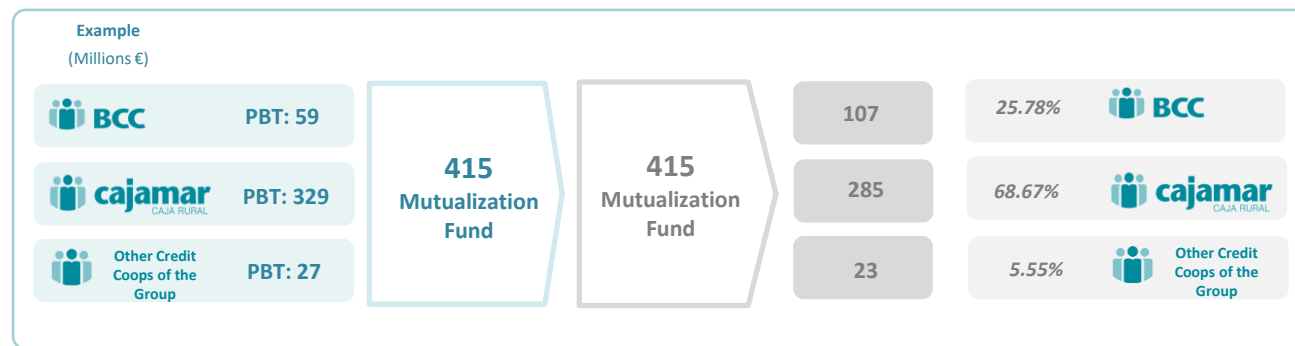 Example
(Millions €)
BCC PBT: 59
cajamar PBT: 329
CAJA RURAL
Other Credit
Coops of the
Group
PBT: 27
415
Mutualization
Fund
415
Mutualization
Fund
107
285
23
25.78% BCC
68.67% cajamar
CAJA RURAL
5.55%
Other Credit
Coops of the
Group